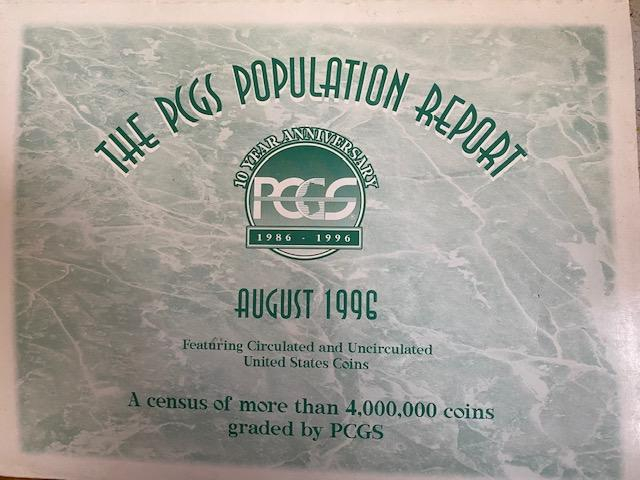 THE PCGS POPULATION REPORT
10 YEAR ANNIVERSARY
PCGS
1986 - 1996
AUGUST 1996
Featuring Circulated and Uncirculated
United States Coins
A census of more than 4,000,000 coins
graded by PCGS